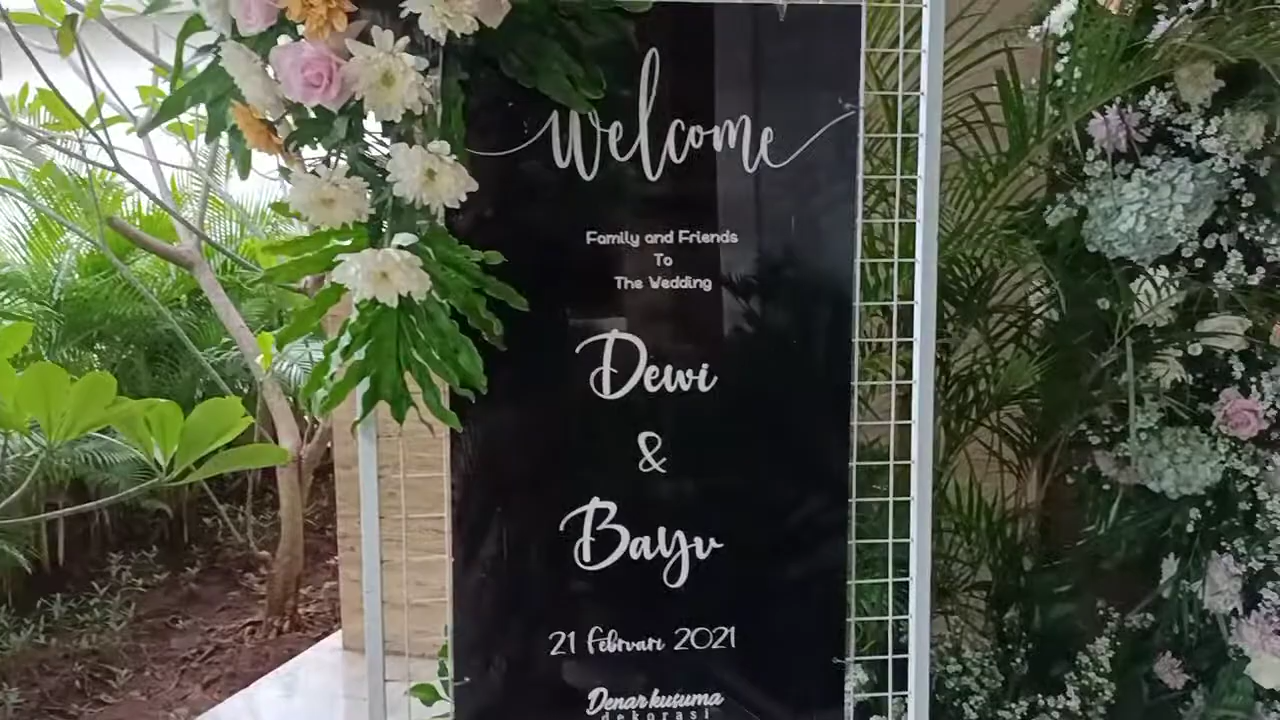 Welcome
Family and Friends
To
The Wedding
Dewi
&
Bayu
21 Februari 2021
Denar kusuma
dekorasi